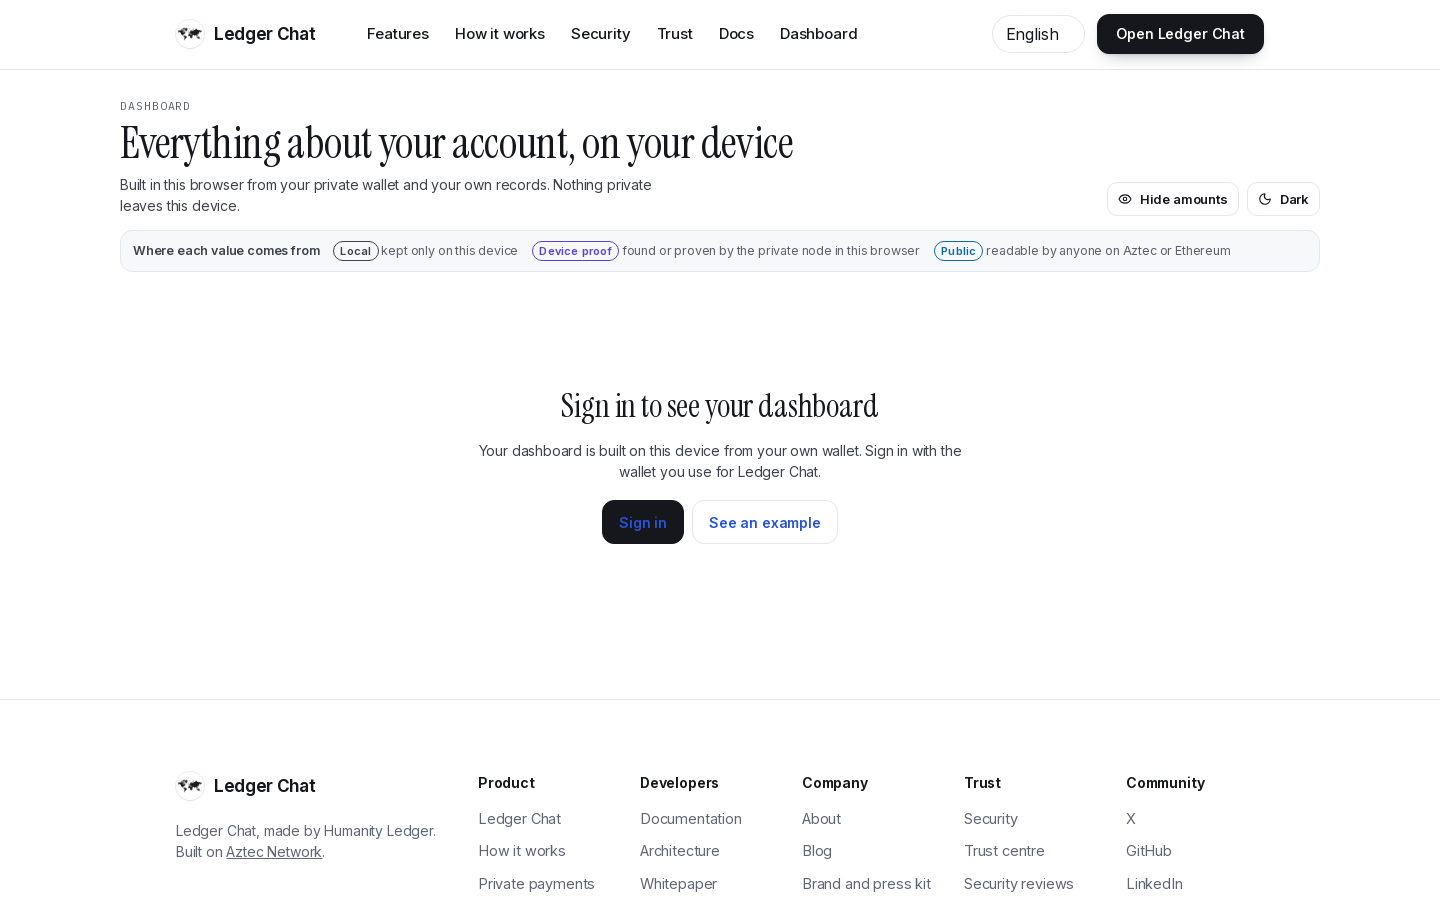 Ledger Chat
Features
How it works
Security
Trust
Docs
Dashboard
English
Open Ledger Chat
DASHBOARD
Everything about your account, on your device
Built in this browser from your private wallet and your own records. Nothing private
leaves this device.
Hide amounts
Dark
Where each value comes from Local kept only on this device Device proof found or proven by the private node in this browser Public readable by anyone on Aztec or Ethereum
Sign in to see your dashboard
Your dashboard is built on this device from your own wallet. Sign in with the
wallet you use for Ledger Chat.
Sign in
See an example
Ledger Chat
Ledger Chat, made by Humanity Ledger.
Built on Aztec Network.
Product
Ledger Chat
How it works
Private payments
Developers
Documentation
Architecture
Whitepaper
Company
About
Blog
Brand and press kit
Trust
Security
Trust centre
Security reviews
Community
X
GitHub
LinkedIn